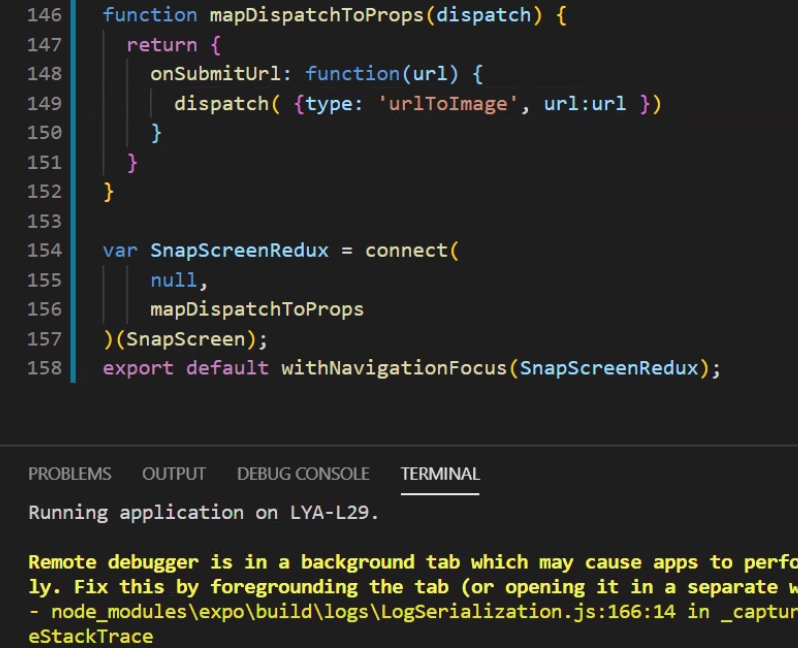 146 function mapDispatchToProps(dispatch) {
147 return {
148 onSubmitUrl: function(url) {
149 dispatch( {type: 'urlToImage', url:url })
150 }
151 }
152 }
153
154 var SnapScreenRedux = connect(
155 null,
156 mapDispatchToProps
157 )(SnapScreen);
158 export default withNavigationFocus(SnapScreenRedux);
PROBLEMS OUTPUT DEBUG CONSOLE TERMINAL
Running application on LYA-L29.
Remote debugger is in a background tab which may cause apps to perfo
ly. Fix this by foregrounding the tab (or opening it in a separate w
- node_modules\expo\build\logs\LogSerialization.js:166:14 in _captur
eStackTrace